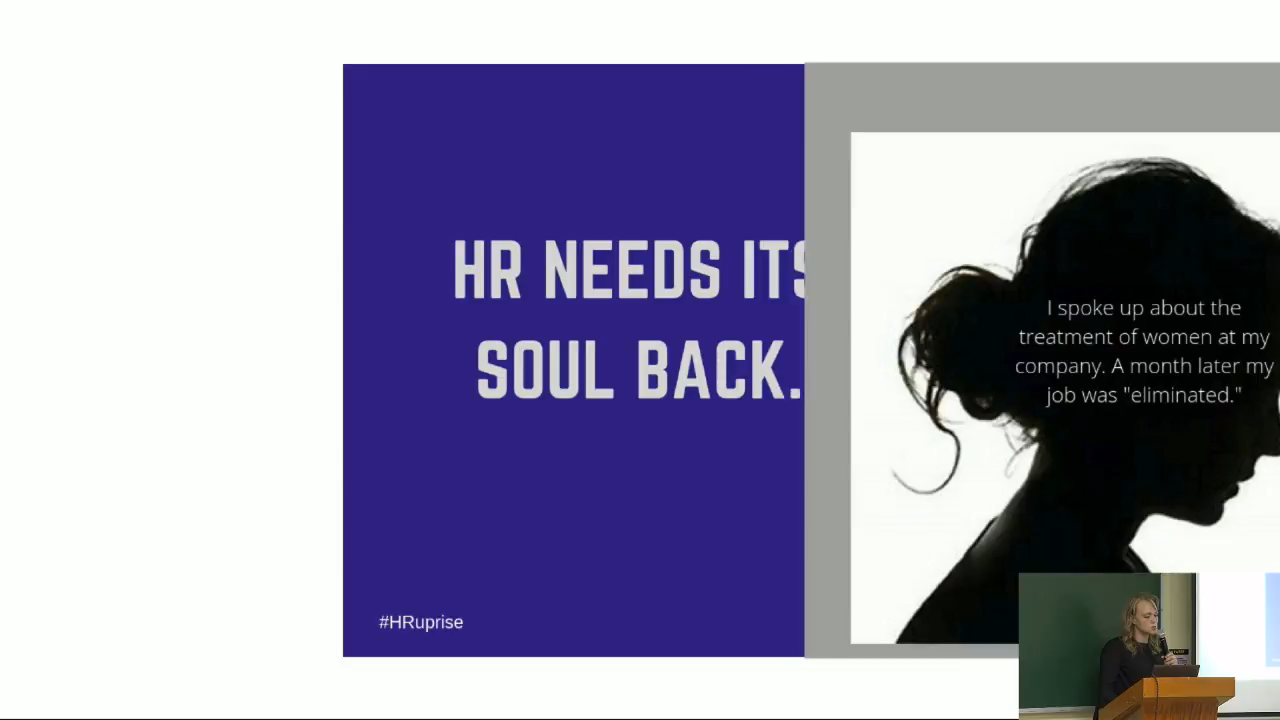 HR NEEDS ITS
SOUL BACK.
#HRuprise
I spoke up about the
treatment of women at my
company. A month later my
job was "eliminated."